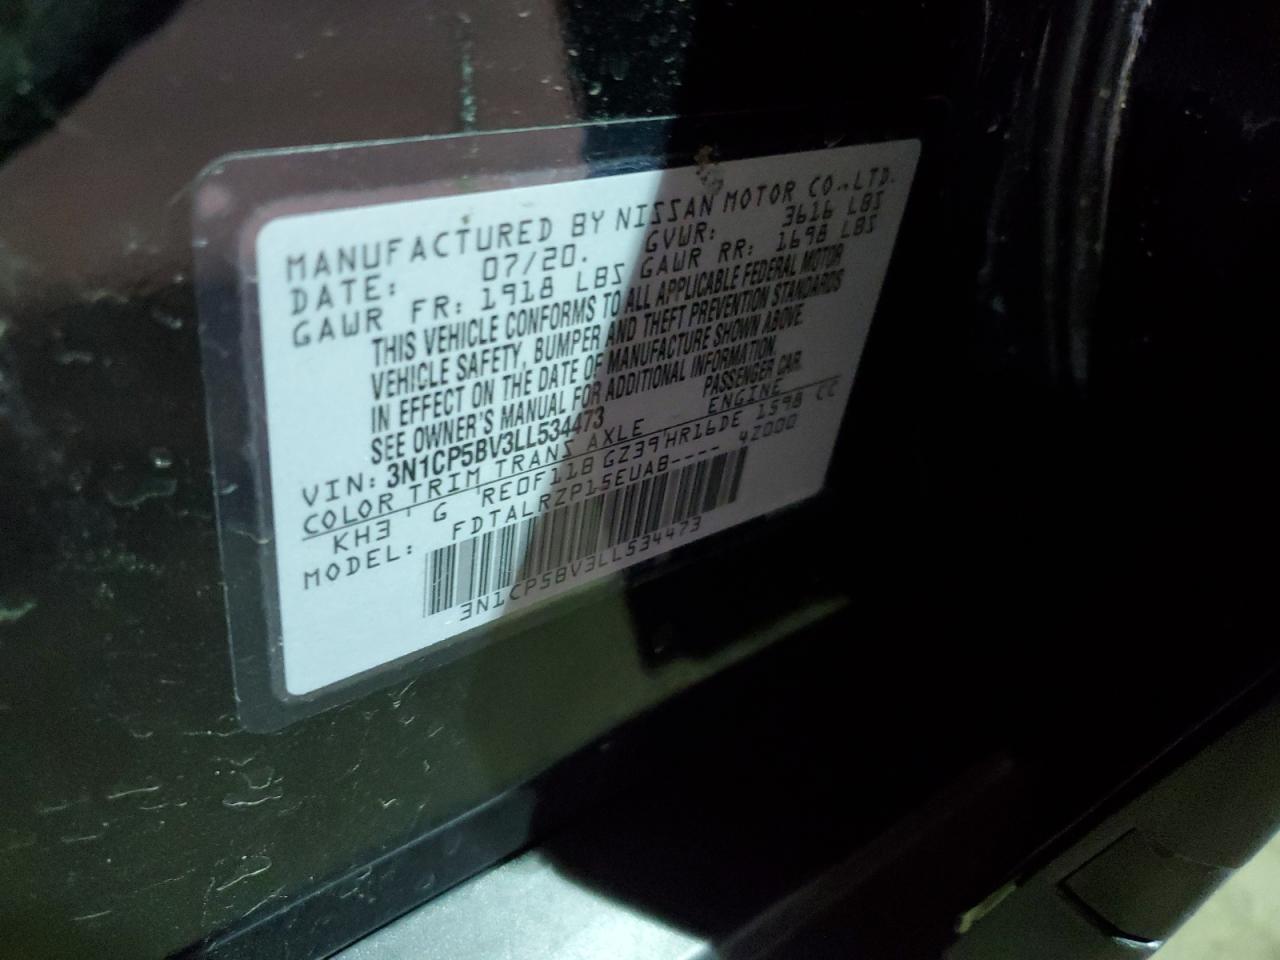 MANUFACTURED BY NISSAN MOTOR CO.,LTD.
DATE: 07/20. GVWR: 3616 LBS
GAWR FR: 1918 LBS GAWR RR: 1698 LBS
THIS VEHICLE CONFORMS TO ALL APPLICABLE FEDERAL MOTOR
VEHICLE SAFETY, BUMPER AND THEFT PREVENTION STANDARDS
IN EFFECT ON THE DATE OF MANUFACTURE SHOWN ABOVE.
SEE OWNER'S MANUAL FOR ADDITIONAL INFORMATION.
VIN: 3N1CP5BV3LL534473 PASSENGER CAR.
COLOR TRIM TRANS AXLE ENGINE
KH3 G RE0F11B GZ39 HR16DE 1598 CC
MODEL: FDTALRZP15EUAB---- 4Z000
3N1CP5BV3LL534473